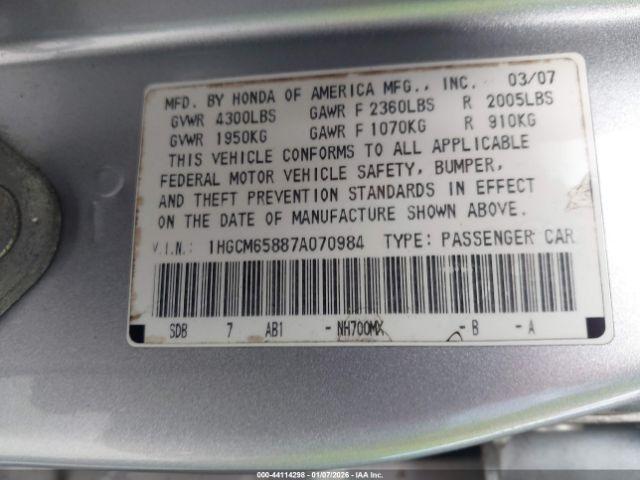 MFD. BY HONDA OF AMERICA MFG., INC. 03/07
GVWR 4300LBS GAWR F 2360LBS R 2005LBS
GVWR 1950KG GAWR F 1070KG R 910KG
THIS VEHICLE CONFORMS TO ALL APPLICABLE
FEDERAL MOTOR VEHICLE SAFETY, BUMPER,
AND THEFT PREVENTION STANDARDS IN EFFECT
ON THE DATE OF MANUFACTURE SHOWN ABOVE.
V.I.N.: 1HGCM65887A070984 TYPE: PASSENGER CAR
SDB 7 AB1 -NH700MX -B -A
000-44114298 - 01/07/2026 - IAA Inc.